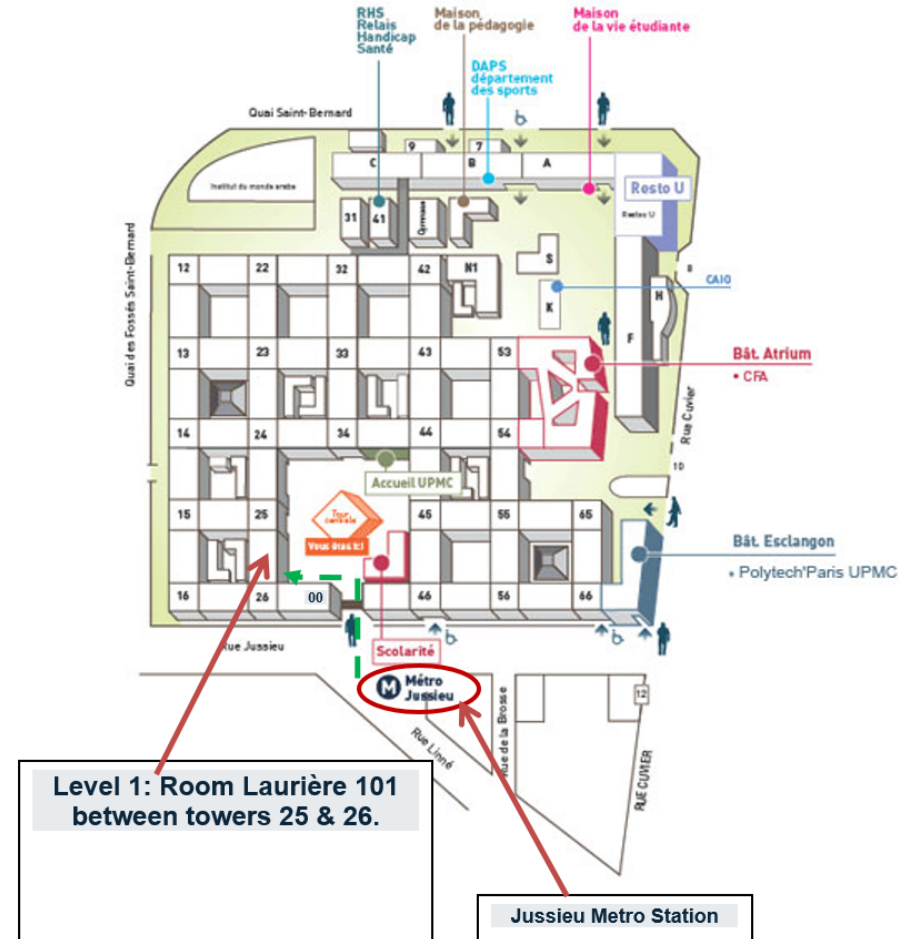 RHS
Relais
Handicap
Santé
Maison
de la pédagogie
Maison
de la vie étudiante
DAPS
département
des sports
Quai Saint-Bernard
9
7
C
B
A
Institut du monde arabe
Resto U
Restos U
31
41
Gymnase
Quai des Fossés Saint-Bernard
12
22
32
42
N1
S
8
CAIO
H
K
F
13
23
33
43
53
Bât. Atrium
• CFA
Rue Cuvier
14
24
34
44
54
10
Accueil UPMC
Tour
centrale
Vous êtes ici
15
25
45
55
65
Bât. Esclangon
• Polytech'Paris UPMC
16
26
00
46
56
66
Rue Jussieu
Scolarité
M Métro
Jussieu
12
Rue Linné
Rue de la Brosse
RUE CUVIER
Level 1: Room Laurière 101
between towers 25 & 26.
Jussieu Metro Station